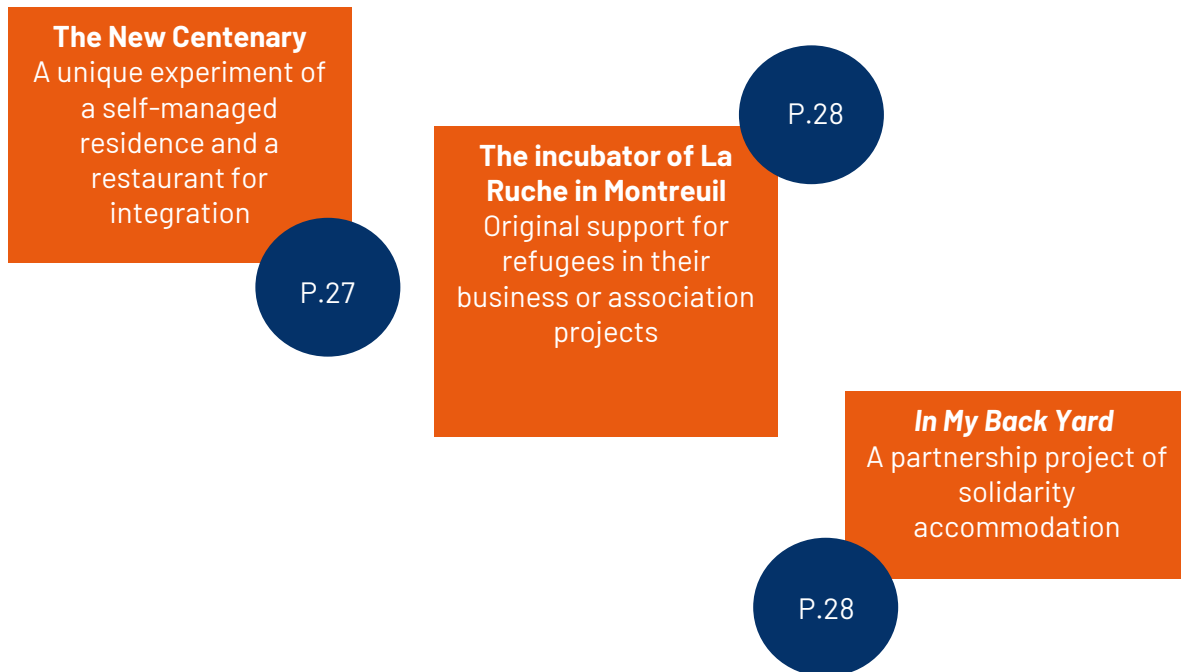 The New Centenary
A unique experiment of
a self-managed
residence and a
restaurant for
integration
P.27
The incubator of La
Ruche in Montreuil
Original support for
refugees in their
business or association
projects
P.28
In My Back Yard
A partnership project of
solidarity
accommodation
P.28